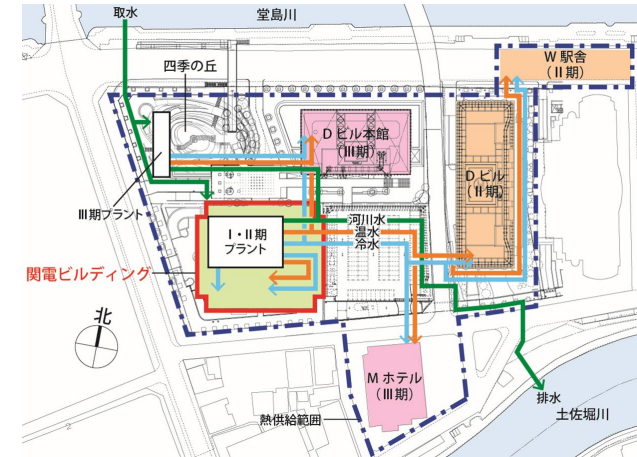 取水
堂島川
W駅舎
（Ⅱ期）
四季の丘
Dビル本館
（Ⅲ期）
Dビル
（Ⅱ期）
Ⅲ期プラント
Ⅰ・Ⅱ期
プラント
河川水
温水
冷水
関電ビルディング
北
Mホテル
（Ⅲ期）
熱供給範囲
排水
土佐堀川